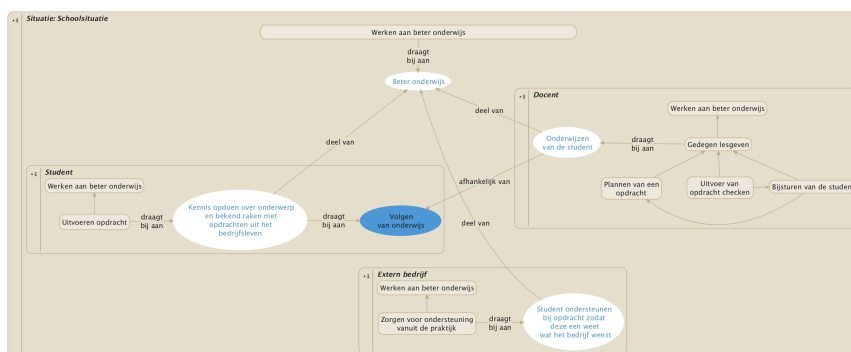 Situatie: Schoolsituatie
Werken aan beter onderwijs
draagt
bij aan
Beter onderwijs
Docent
Werken aan beter onderwijs
deel van
Onderwijzen
van de student
draagt
bij aan
Gedegen lesgeven
deel van
Student
Werken aan beter onderwijs
afhankelijk van
Plannen van een
opdracht
Uitvoer van
opdracht checken
Bijsturen van de studen
Kennis opdoen over onderwerp
en bekend raken met
opdrachten uit het
bedrijfsleven
Uitvoeren opdracht
draagt
bij aan
draagt
bij aan
Volgen
van onderwijs
deel van
Extern bedrijf
Werken aan beter onderwijs
Zorgen voor ondersteuning
vanuit de praktijk
draagt
bij aan
Student ondersteunen
bij opdracht zodat
deze een weet
wat het bedrijf wenst